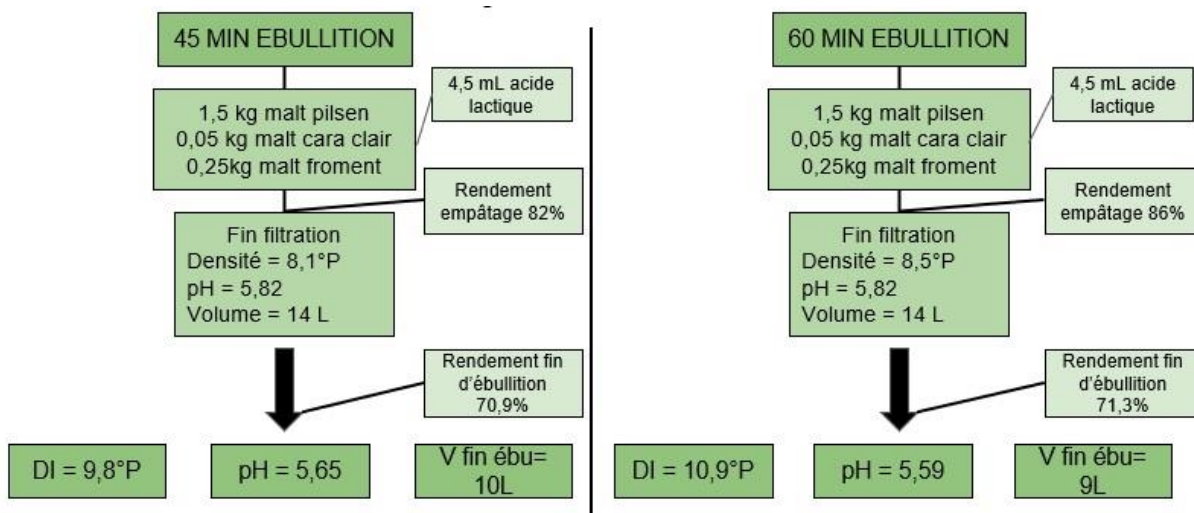 45 MIN EBULLITION
4,5 mL acide
lactique
1,5 kg malt pilsen
0,05 kg malt cara clair
0,25kg malt froment
Rendement
empâtage 82%
Fin filtration
Densité = 8,1°P
pH = 5,82
Volume = 14 L
Rendement fin
d'ébullition
70,9%
DI = 9,8°P
pH = 5,65
V fin ébu=
10L
60 MIN EBULLITION
4,5 mL acide
lactique
1,5 kg malt pilsen
0,05 kg malt cara clair
0,25kg malt froment
Rendement
empâtage 86%
Fin filtration
Densité = 8,5°P
pH = 5,82
Volume = 14 L
Rendement fin
d'ébullition
71,3%
DI = 10,9°P
pH = 5,59
V fin ébu=
9L